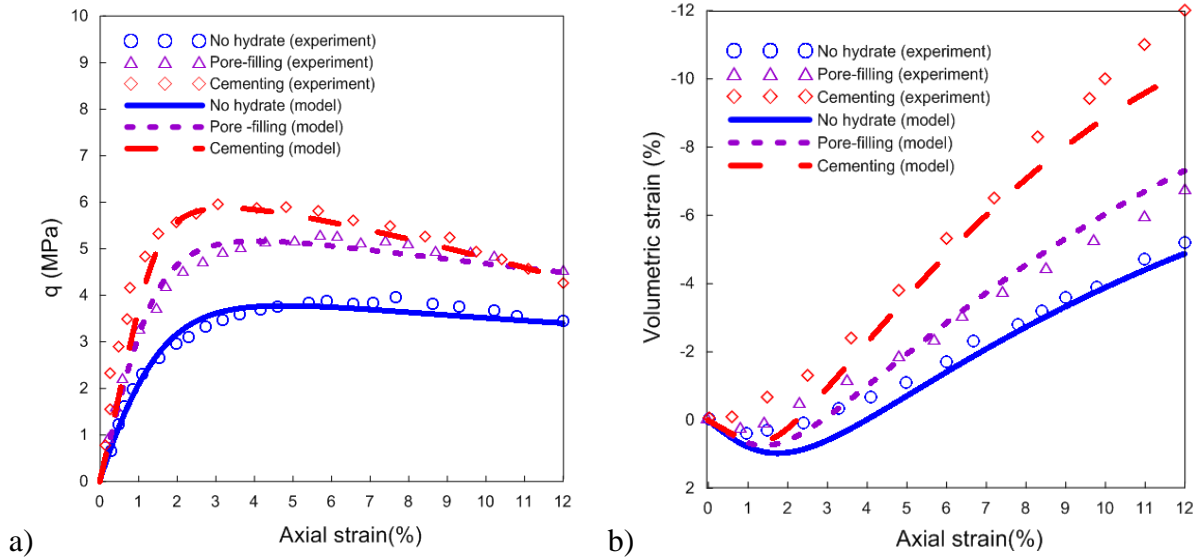 10
9
8
7
6
5
4
3
2
1
0
q (MPa)
No hydrate (experiment)
Pore-filling (experiment)
Cementing (experiment)
No hydrate (model)
Pore -filling (model)
Cementing (model)
0 1 2 3 4 5 6 7 8 9 10 11 12
Axial strain(%)
a)
-12
-10
-8
-6
-4
-2
0
2
Volumetric strain (%)
No hydrate (experiment)
Pore-filling (experiment)
Cementing (experiment)
No hydrate (model)
Pore-filling (model)
Cementing (model)
0 1 2 3 4 5 6 7 8 9 10 11 12
Axial strain(%)
b)